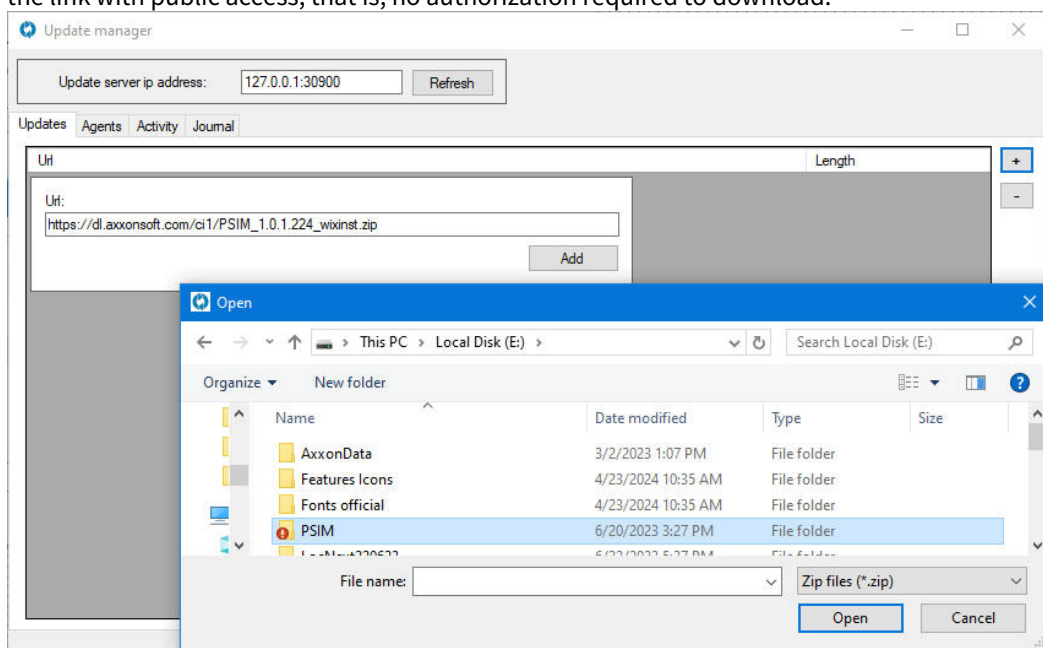 the link with public access, that is, no authorization required to download.
Update manager
Update server ip address: 127.0.0.1:30900 Refresh
Updates Agents Activity Journal
Url Length +
-
Url:
https://dl.axxonsoft.com/ci1/PSIM_1.0.1.224_wixinst.zip
Add
Open
This PC > Local Disk (E:) > Search Local Disk (E:)
Organize New folder
Name Date modified Type Size
AxxonData 3/2/2023 1:07 PM File folder
Features Icons 4/23/2024 10:35 AM File folder
Fonts official 4/23/2024 10:35 AM File folder
PSIM 6/20/2023 3:27 PM File folder
File name: Zip files (*.zip)
Open Cancel